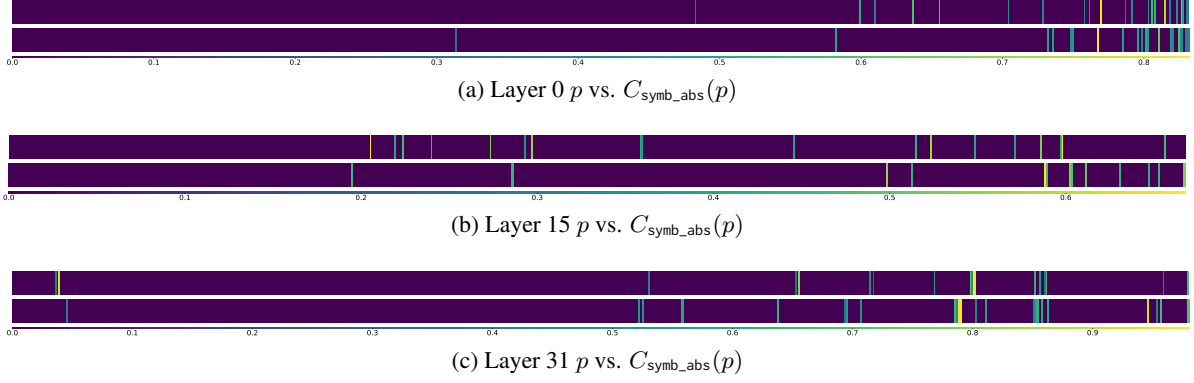 0.0 0.1 0.2 0.3 0.4 0.5 0.6 0.7 0.8
(a) Layer 0 p vs. C_symb_abs(p)
0.0 0.1 0.2 0.3 0.4 0.5 0.6
(b) Layer 15 p vs. C_symb_abs(p)
0.0 0.1 0.2 0.3 0.4 0.5 0.6 0.7 0.8 0.9
(c) Layer 31 p vs. C_symb_abs(p)